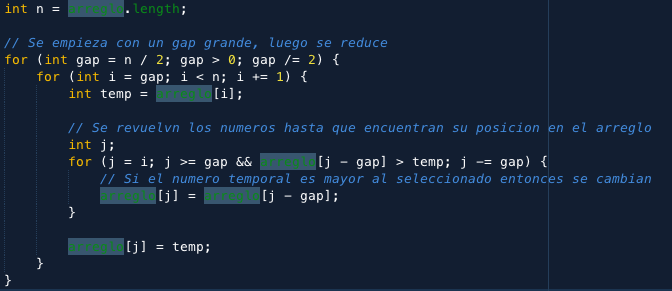 int n = arreglo.length;
// Se empieza con un gap grande, luego se reduce
for (int gap = n / 2; gap > 0; gap /= 2) {
for (int i = gap; i < n; i += 1) {
int temp = arreglo[i];
// Se revuelvn los numeros hasta que encuentran su posicion en el arreglo
int j;
for (j = i; j >= gap && arreglo[j - gap] > temp; j -= gap) {
// Si el numero temporal es mayor al seleccionado entonces se cambian
arreglo[j] = arreglo[j - gap];
}
arreglo[j] = temp;
}
}